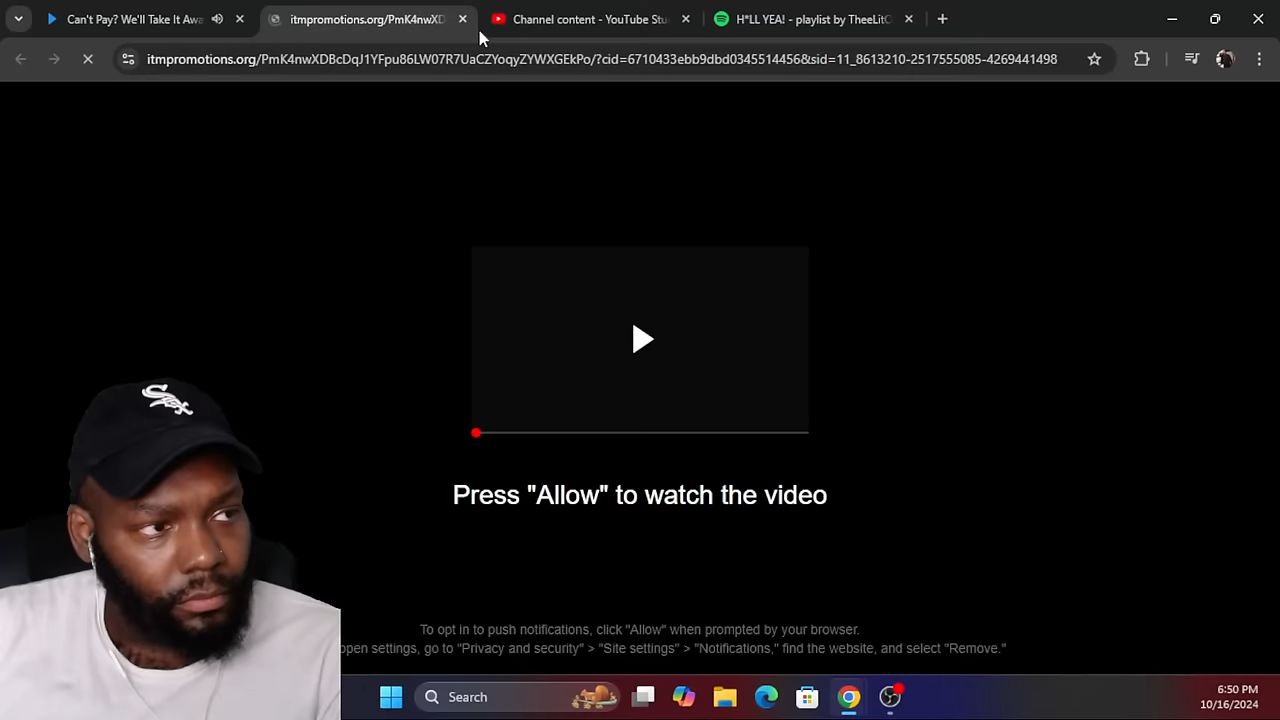 Can't Pay? We'll Take It Awa
itmpromotions.org/PmK4nwXD
Channel content - YouTube Stu
H*LL YEA! - playlist by TheeLitC
itmpromotions.org/PmK4nwXDBcDqJ1YFpu86LW07R7UaCZYoqyZYWXGEkPo/?cid=6710433ebb9dbd0345514456&sid=11_8613210-2517555085-4269441498
Press "Allow" to watch the video
To opt in to push notifications, click "Allow" when prompted by your browser.
open settings, go to "Privacy and security" > "Site settings" > "Notifications," find the website, and select "Remove."
Sox
Search
6:50 PM
10/16/2024